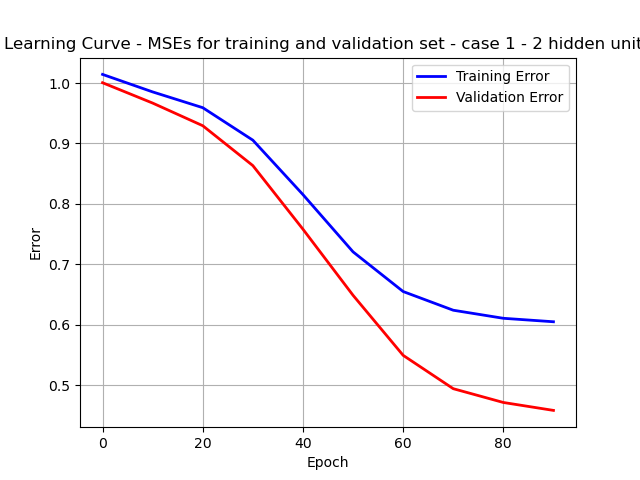 Learning Curve - MSEs for training and validation set - case 1 - 2 hidden unit
Training Error
Validation Error
1.0
0.9
0.8
0.7
0.6
0.5
Error
0 20 40 60 80
Epoch